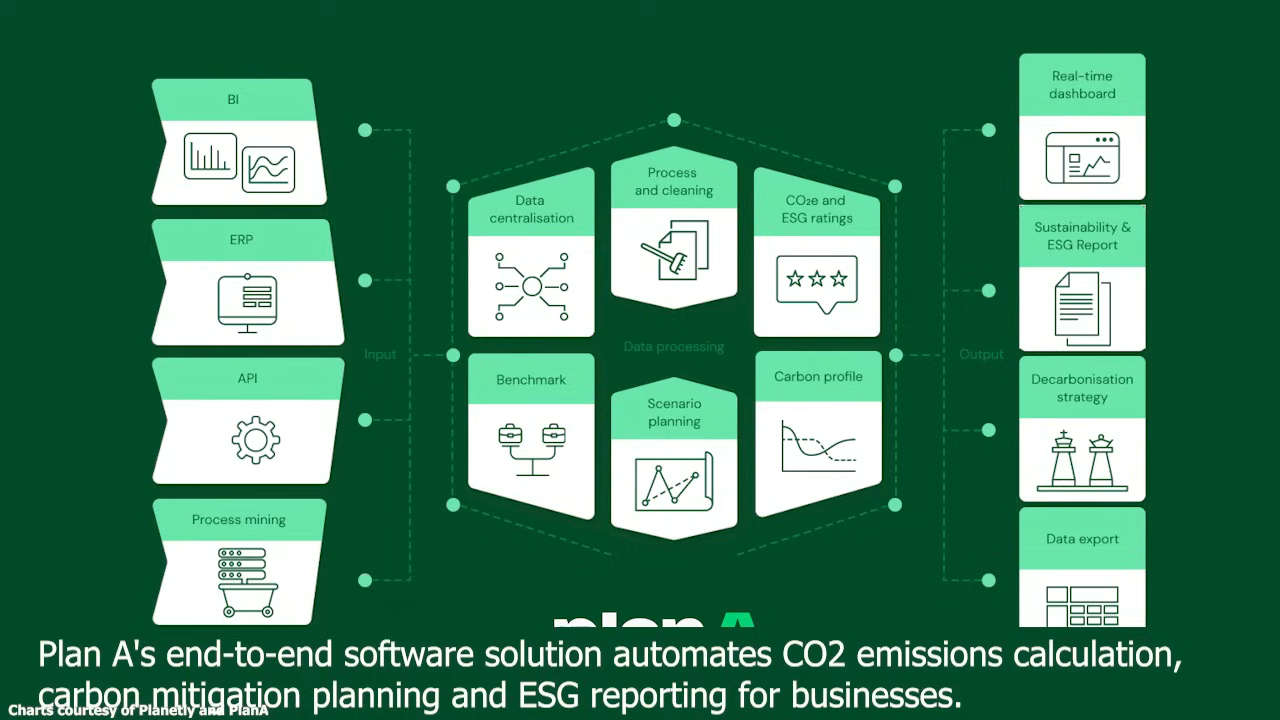 BI
ERP
API
Process mining
Input
Data
centralisation
Process
and cleaning
CO₂e and
ESG ratings
Data processing
Benchmark
Scenario
planning
Carbon profile
Output
Real-time
dashboard
Sustainability &
ESG Report
Decarbonisation
strategy
Data export
plan A
Plan A's end-to-end software solution automates CO2 emissions calculation,
carbon mitigation planning and ESG reporting for businesses.
Charts courtesy of Planetly and PlanA